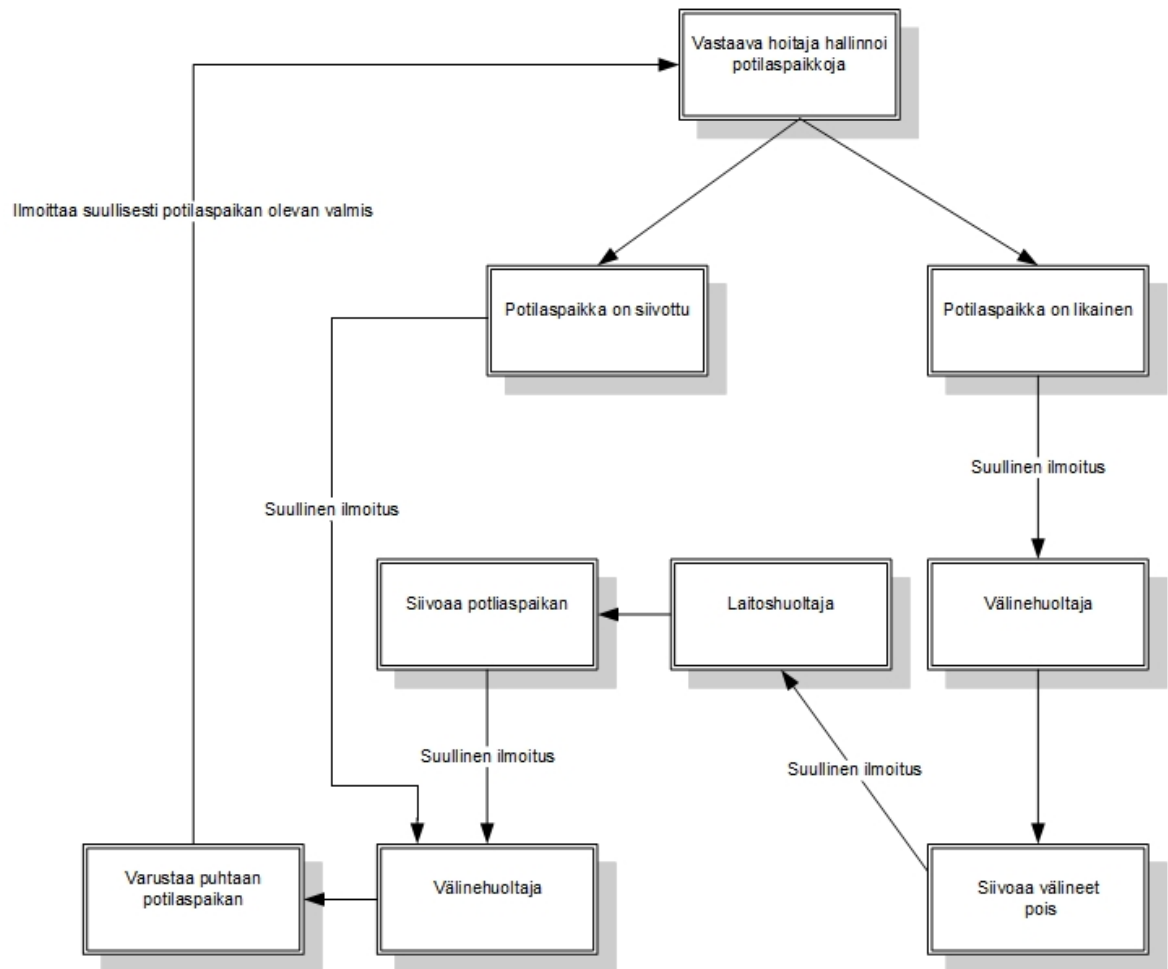 Vastaava hoitaja hallinnoi
potilaspaikkoja
Ilmoittaa suullisesti potilaspaikan olevan valmis
Potilaspaikka on siivottu
Potilaspaikka on likainen
Suullinen ilmoitus
Suullinen ilmoitus
Siivoaa potliaspaikan
Laitoshuoltaja
Välinehuoltaja
Suullinen ilmoitus
Suullinen ilmoitus
Varustaa puhtaan
potilaspaikan
Välinehuoltaja
Siivoaa välineet
pois